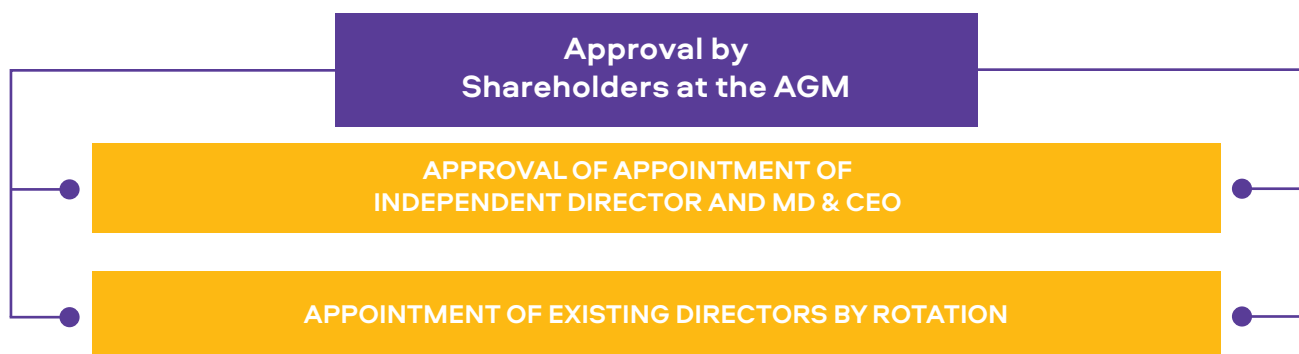 Approval by
Shareholders at the AGM
APPROVAL OF APPOINTMENT OF
INDEPENDENT DIRECTOR AND MD & CEO
APPOINTMENT OF EXISTING DIRECTORS BY ROTATION